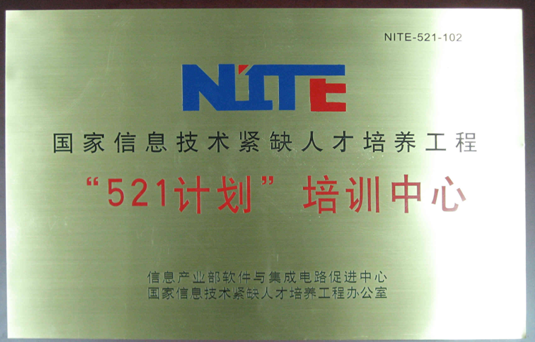 NITE-521-102
NITE
国家信息技术紧缺人才培养工程
“521计划”培训中心
信息产业部软件与集成电路促进中心
国家信息技术紧缺人才培养工程办公室